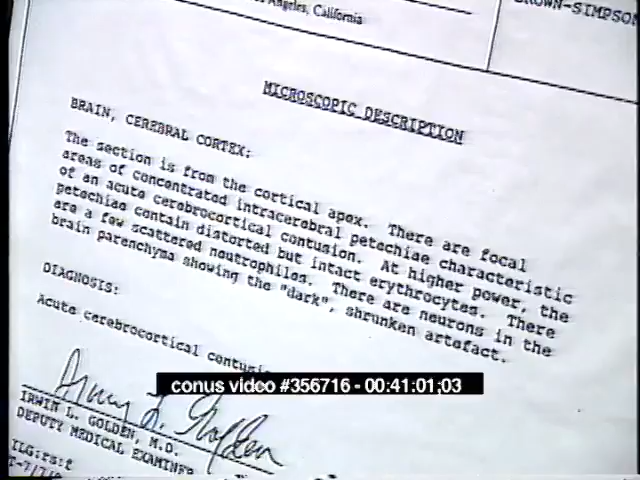 Angeles, California
BROWN-SIMPSON
MICROSCOPIC DESCRIPTION
BRAIN, CEREBRAL CORTEX:
The section is from the cortical apex. There are focal
areas of concentrated intracerebral petechiae characteristic
of an acute cerebrocortical contusion. At higher power, the
petechiae contain distorted but intact erythrocytes. There
are a few scattered neutrophiles. There are neurons in the
brain parenchyma showing the "dark", shrunken artefact.
DIAGNOSIS:
Acute cerebrocortical contusi
conus video #356716 - 00:41:01;03
IRWIN L. GOLDEN, M.D.
DEPUTY MEDICAL EXAMINER
ILG:rs:f